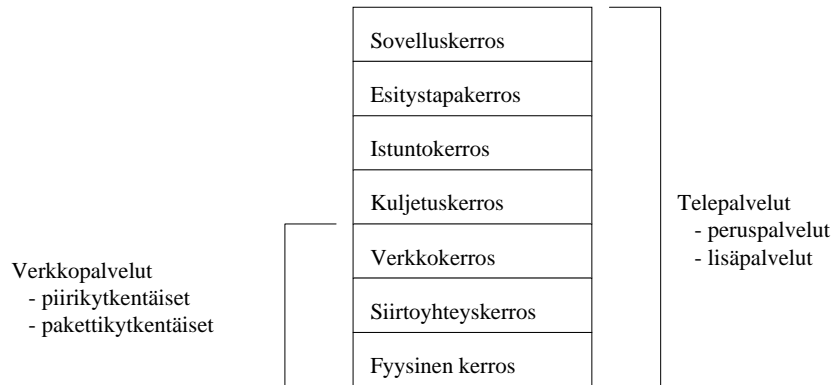 Sovelluskerros
Esitystapakerros
Istuntokerros
Kuljetuskerros
Verkkokerros
Siirtoyhteyskerros
Fyysinen kerros
Verkkopalvelut
- piirikytkentäiset
- pakettikytkentäiset
Telepalvelut
- peruspalvelut
- lisäpalvelut